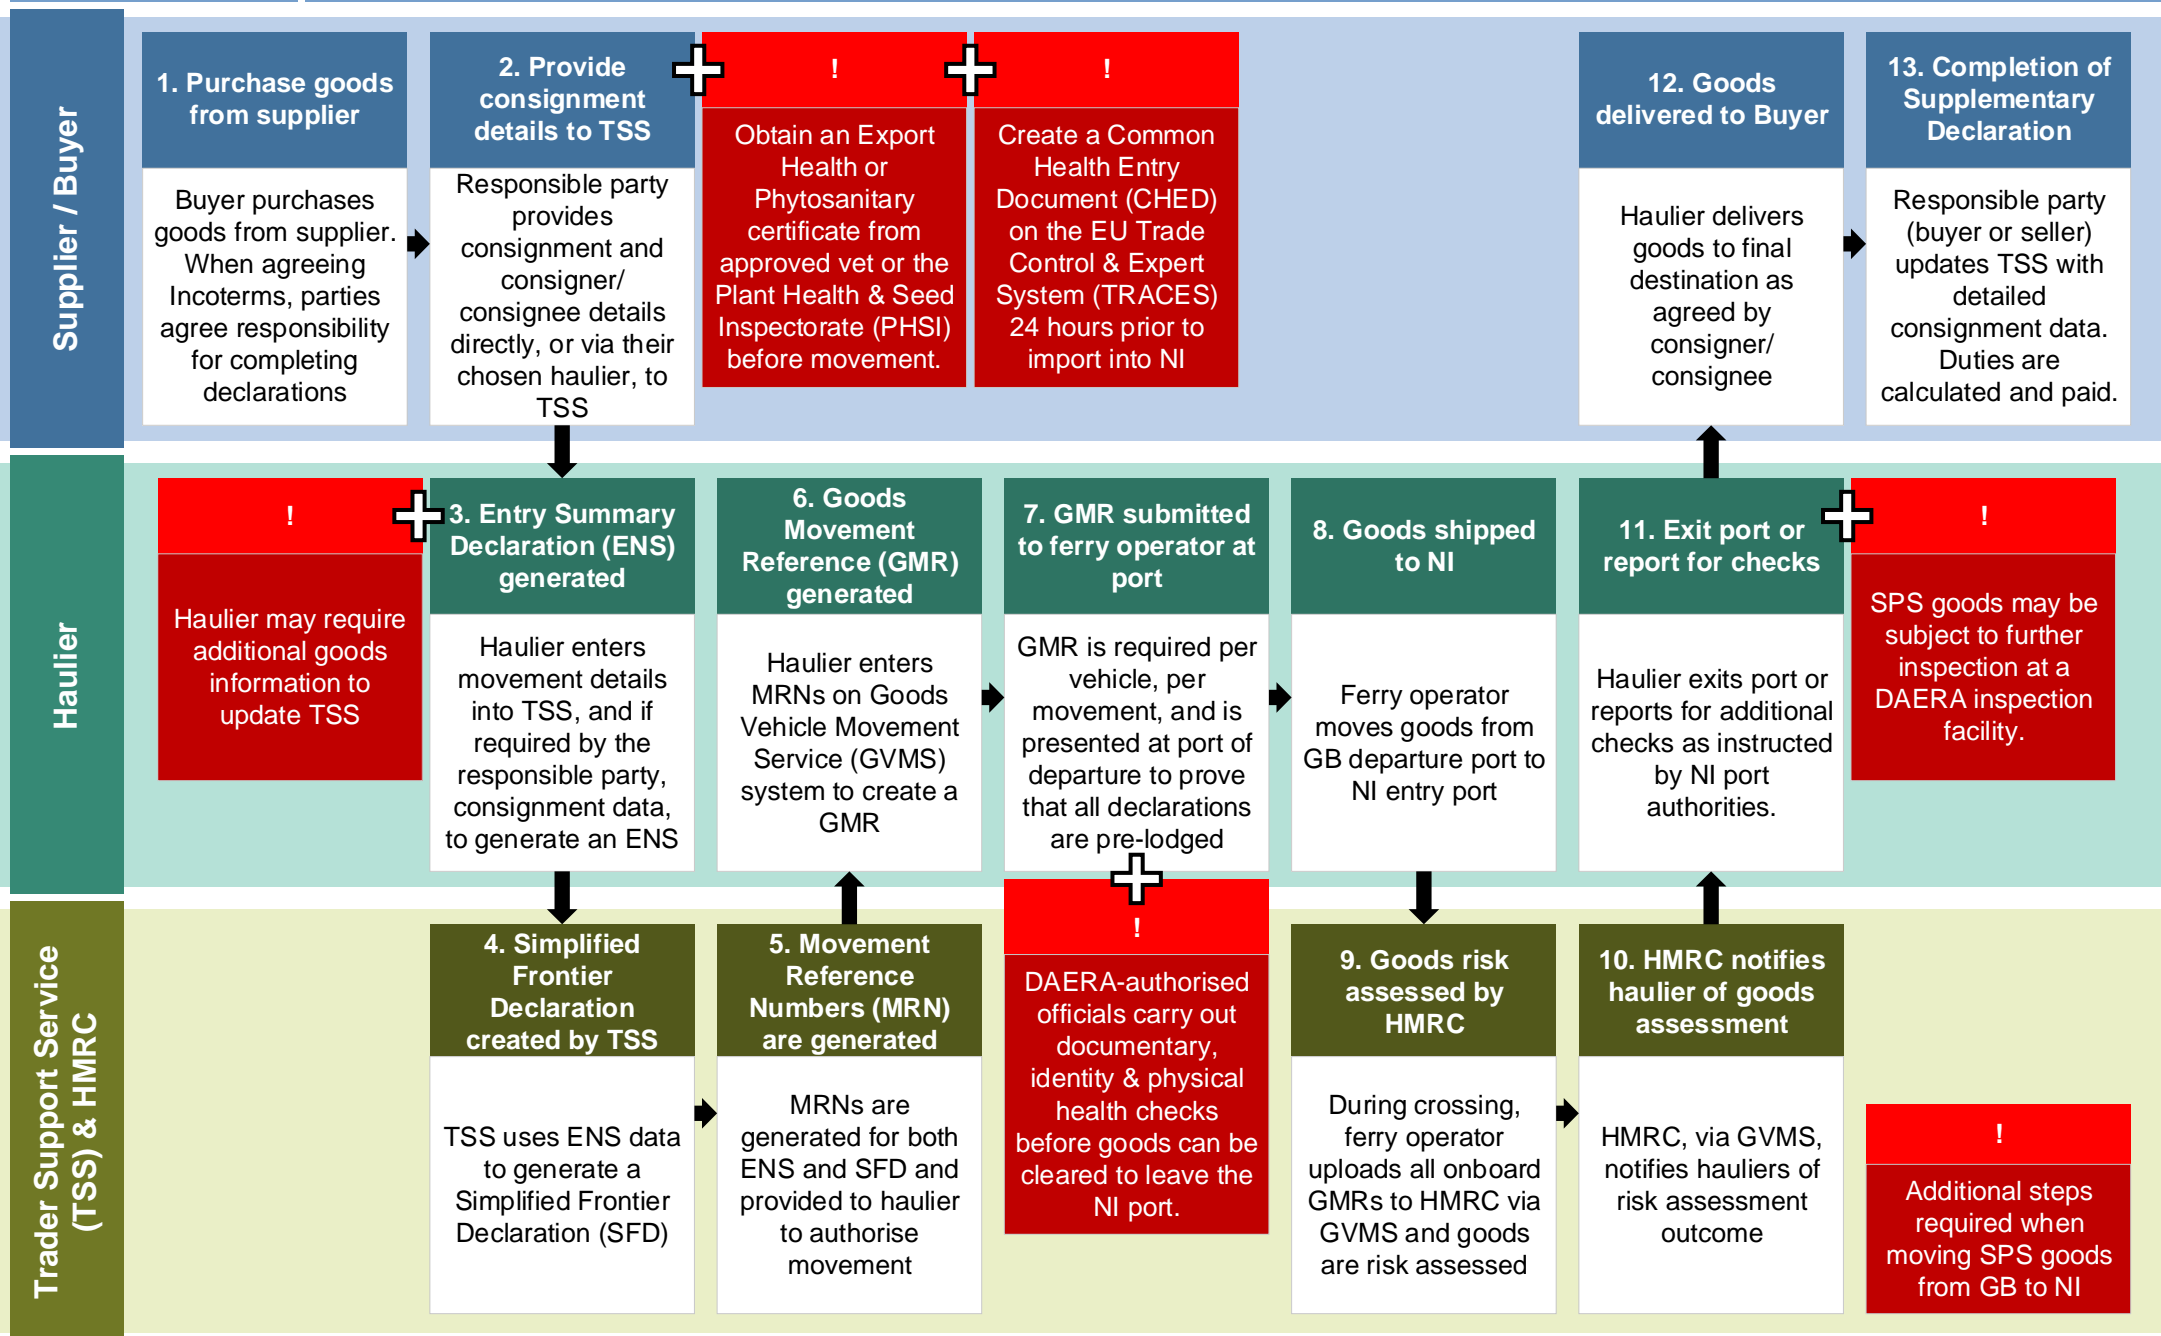 Supplier / Buyer
1. Purchase goods
from supplier
Buyer purchases
goods from supplier.
When agreeing
Incoterms, parties
agree responsibility
for completing
declarations
2. Provide
consignment
details to TSS
Responsible party
provides
consignment and
consigner/
consignee details
directly, or via their
chosen haulier, to
TSS
!
Obtain an Export
Health or
Phytosanitary
certificate from
approved vet or the
Plant Health & Seed
Inspectorate (PHSI)
before movement.
!
Create a Common
Health Entry
Document (CHED)
on the EU Trade
Control & Expert
System (TRACES)
24 hours prior to
import into NI
12. Goods
delivered to Buyer
Haulier delivers
goods to final
destination as
agreed by
consigner/
consignee
13. Completion of
Supplementary
Declaration
Responsible party
(buyer or seller)
updates TSS with
detailed
consignment data.
Duties are
calculated and paid.
Haulier
!
Haulier may require
additional goods
information to
update TSS
3. Entry Summary
Declaration (ENS)
generated
Haulier enters
movement details
into TSS, and if
required by the
responsible party,
consignment data,
to generate an ENS
6. Goods
Movement
Reference (GMR)
generated
Haulier enters
MRNs on Goods
Vehicle Movement
Service (GVMS)
system to create a
GMR
7. GMR submitted
to ferry operator at
port
GMR is required per
vehicle, per
movement, and is
presented at port of
departure to prove
that all declarations
are pre-lodged
8. Goods shipped
to NI
Ferry operator
moves goods from
GB departure port to
NI entry port
11. Exit port or
report for checks
Haulier exits port or
reports for additional
checks as instructed
by NI port
authorities.
!
SPS goods may be
subject to further
inspection at a
DAERA inspection
facility.
Trader Support Service
(TSS) & HMRC
4. Simplified
Frontier
Declaration
created by TSS
TSS uses ENS data
to generate a
Simplified Frontier
Declaration (SFD)
5. Movement
Reference
Numbers (MRN)
are generated
MRNs are
generated for both
ENS and SFD and
provided to haulier
to authorise
movement
!
DAERA-authorised
officials carry out
documentary,
identity & physical
health checks
before goods can be
cleared to leave the
NI port.
9. Goods risk
assessed by
HMRC
During crossing,
ferry operator
uploads all onboard
GMRs to HMRC via
GVMS and goods
are risk assessed
10. HMRC notifies
haulier of goods
assessment
HMRC, via GVMS,
notifies hauliers of
risk assessment
outcome
!
Additional steps
required when
moving SPS goods
from GB to NI